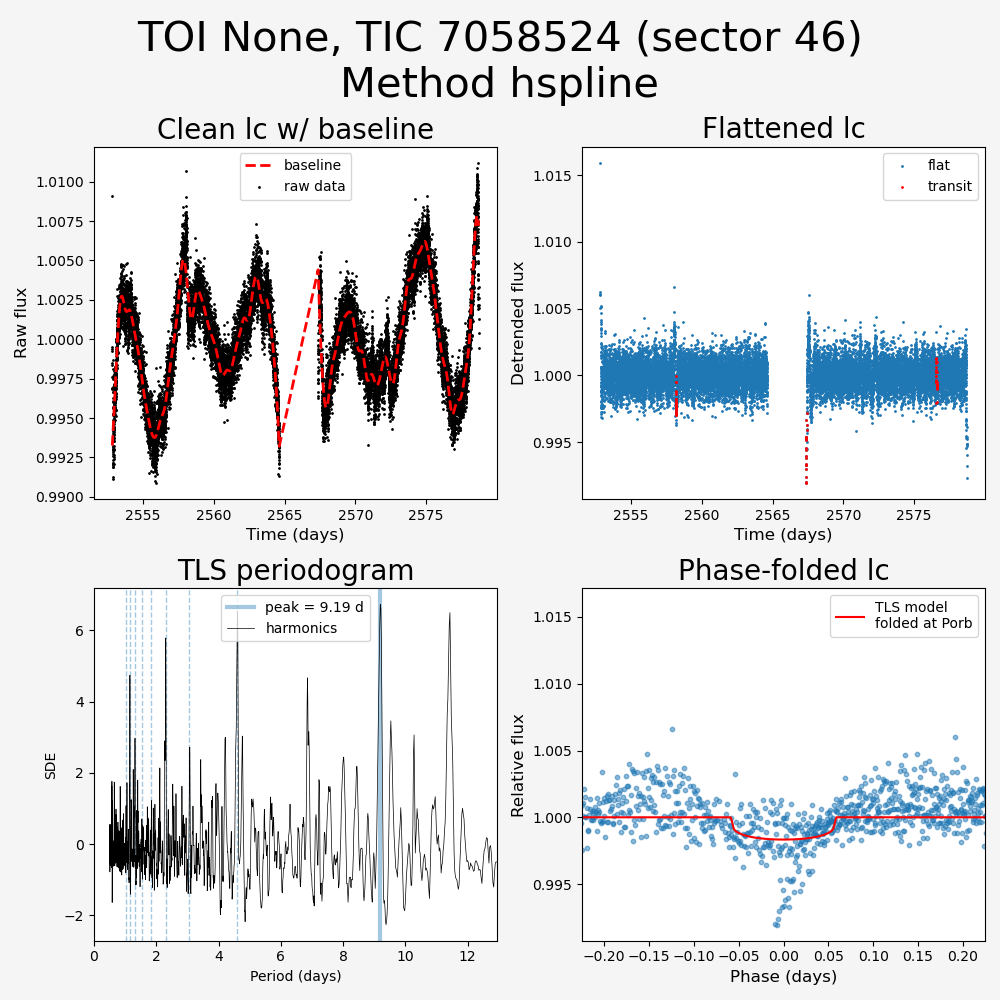 TOI None, TIC 7058524 (sector 46)
Method hspline
Clean lc w/ baseline
baseline
raw data
1.0100
1.0075
1.0050
1.0025
1.0000
0.9975
0.9950
0.9925
0.9900
Raw flux
2555 2560 2565 2570 2575
Time (days)
Flattened lc
flat
transit
1.015
1.010
1.005
1.000
0.995
Detrended flux
2555 2560 2565 2570 2575
Time (days)
TLS periodogram
peak = 9.19 d
harmonics
6
4
2
0
−2
SDE
0 2 4 6 8 10 12
Period (days)
Phase-folded lc
TLS model
folded at Porb
1.015
1.010
1.005
1.000
0.995
Relative flux
−0.20 −0.15 −0.10 −0.05 0.00 0.05 0.10 0.15 0.20
Phase (days)